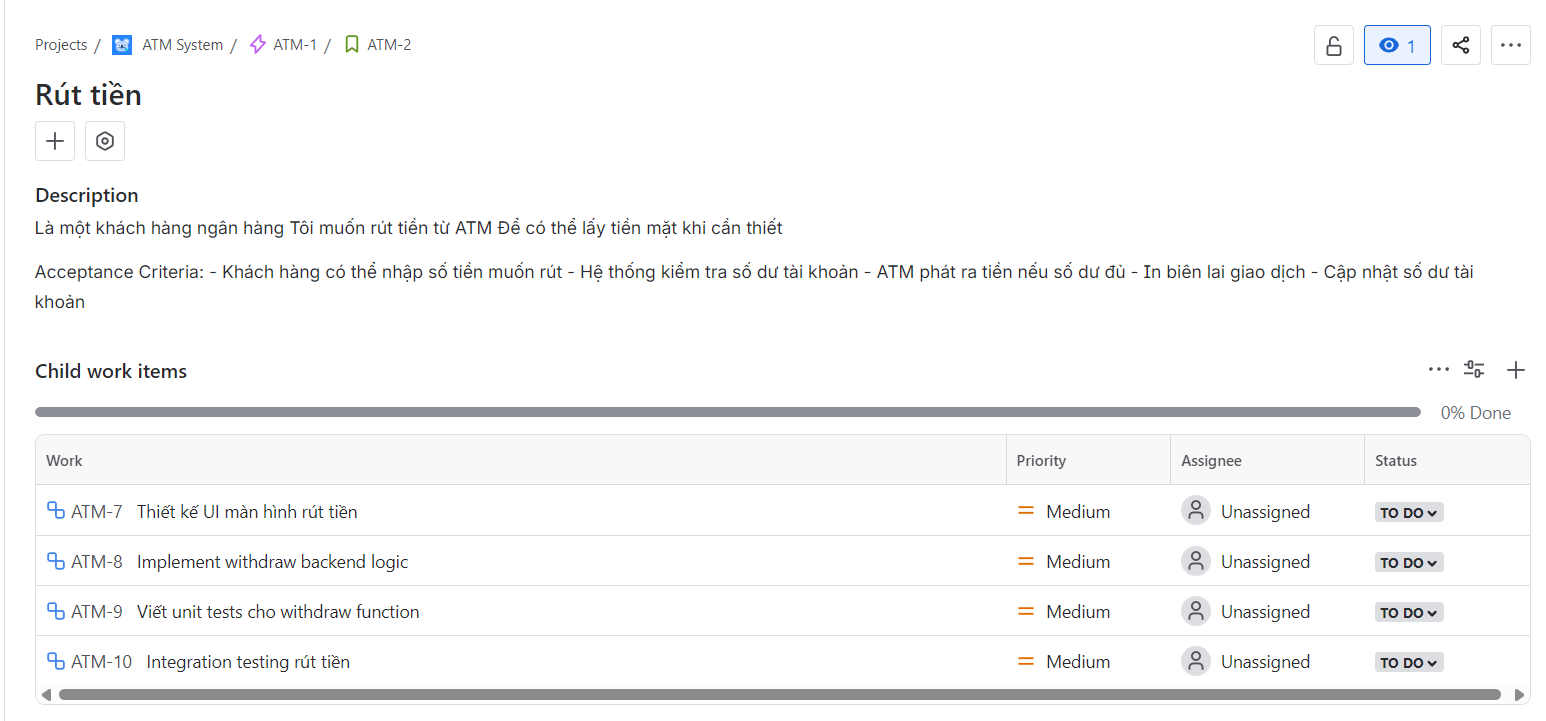 Projects / ATM System / ATM-1 / ATM-2
1
Rút tiền
Description
Là một khách hàng ngân hàng Tôi muốn rút tiền từ ATM Để có thể lấy tiền mặt khi cần thiết
Acceptance Criteria: - Khách hàng có thể nhập số tiền muốn rút - Hệ thống kiểm tra số dư tài khoản - ATM phát ra tiền nếu số dư đủ - In biên lai giao dịch - Cập nhật số dư tài
khoản
Child work items
0% Done
Work Priority Assignee Status
ATM-7 Thiết kế UI màn hình rút tiền Medium Unassigned TO DO
ATM-8 Implement withdraw backend logic Medium Unassigned TO DO
ATM-9 Viết unit tests cho withdraw function Medium Unassigned TO DO
ATM-10 Integration testing rút tiền Medium Unassigned TO DO